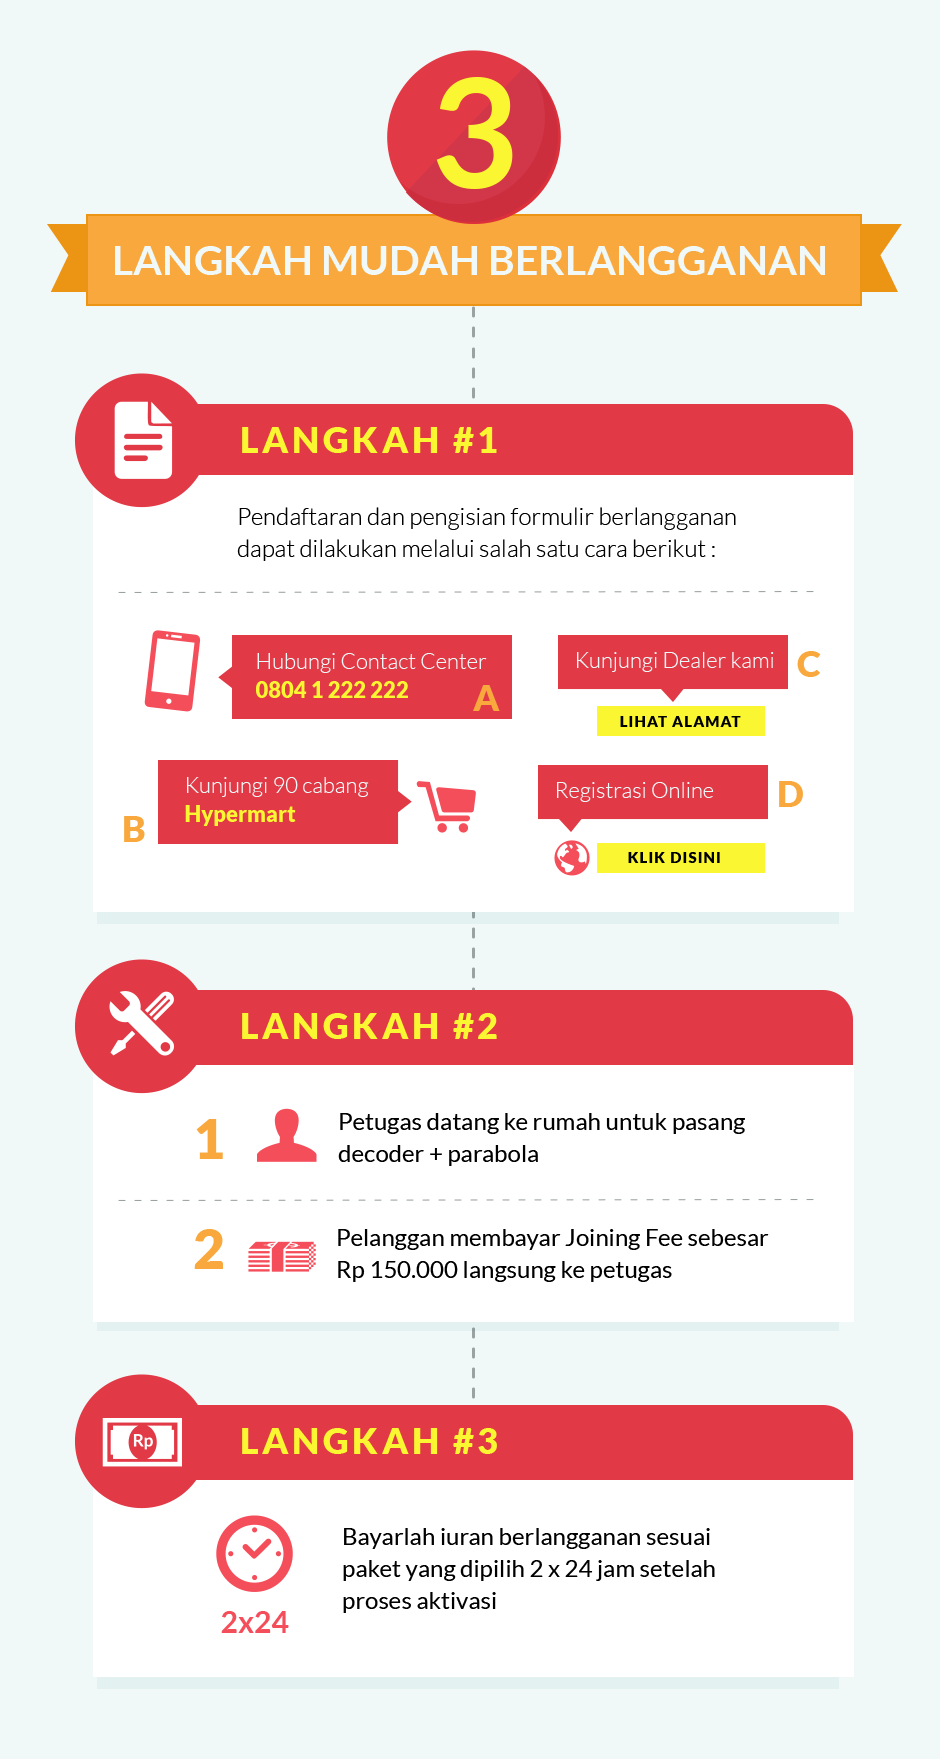 3
LANGKAH MUDAH BERLANGGANAN
LANGKAH #1
Pendaftaran dan pengisian formulir berlangganan
dapat dilakukan melalui salah satu cara berikut :
Hubungi Contact Center
0804 1 222 222
A
Kunjungi 90 cabang
Hypermart
B
Kunjungi Dealer kami
C
LIHAT ALAMAT
Registrasi Online
D
KLIK DISINI
LANGKAH #2
1
Petugas datang ke rumah untuk pasang
decoder + parabola
2
Pelanggan membayar Joining Fee sebesar
Rp 150.000 langsung ke petugas
Rp
LANGKAH #3
2x24
Bayarlah iuran berlangganan sesuai
paket yang dipilih 2 x 24 jam setelah
proses aktivasi